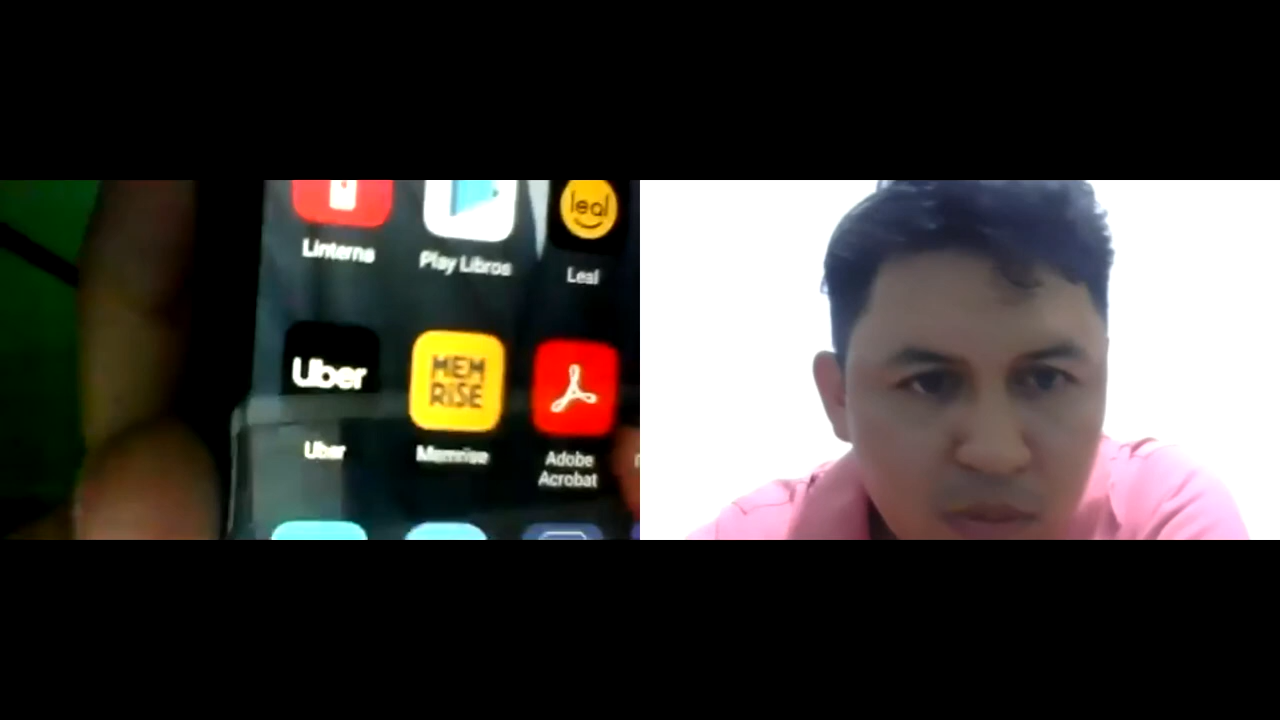 leal
Linterna
Play Libros
Leal
Uber
MEM
RiSE
Uber
Memrise
Adobe
Acrobat